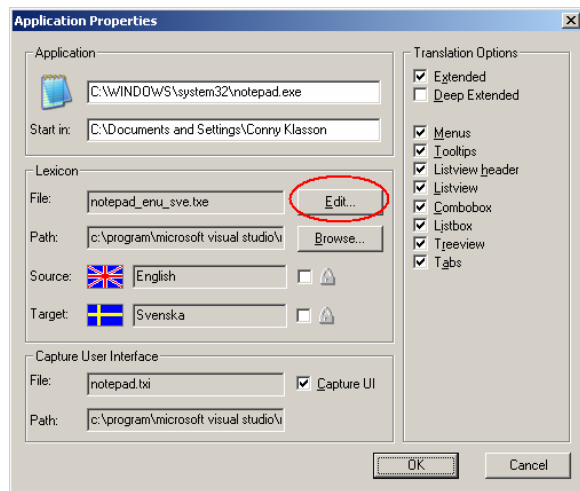 Application Properties
Application
C:\WINDOWS\system32\notepad.exe
Start in: C:\Documents and Settings\Conny Klasson
Lexicon
File: notepad_enu_sve.txe Edit...
Path: c:\program\microsoft visual studio\ Browse...
Source: English
Target: Svenska
Capture User Interface
File: notepad.txi Capture UI
Path: c:\program\microsoft visual studio\
Translation Options
Extended
Deep Extended
Menus
Tooltips
Listview header
Listview
Combobox
Listbox
Treeview
Tabs
OK Cancel